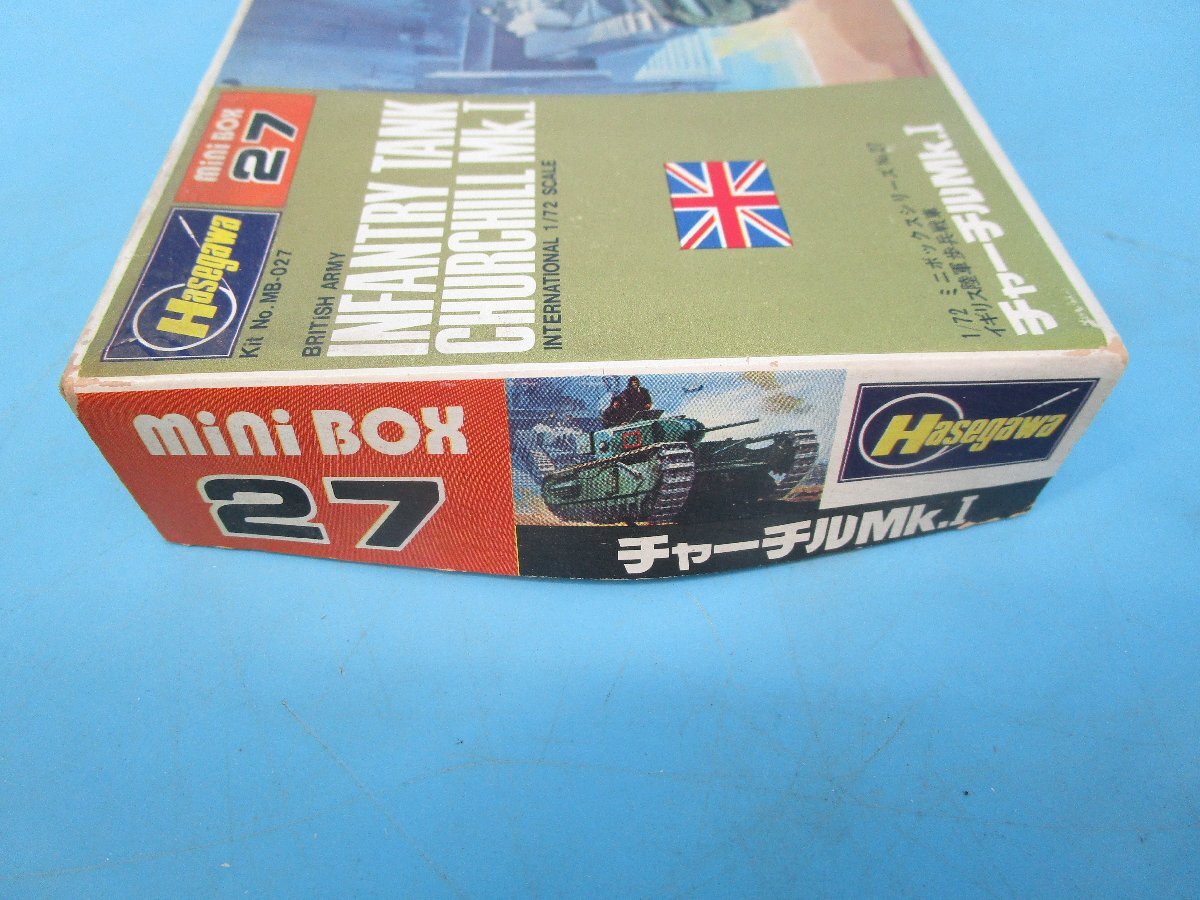 mini BOX
27
Hasegawa
Kit No. MB-027
BRITISH ARMY
INFANTRY TANK
CHURCHILL Mk.I
INTERNATIONAL 1/72 SCALE
1/72 ミニボックスシリーズ No.27
イギリス陸軍歩兵戦車
チャーチルMk.I
mini BOX
27
チャーチルMk.I
Hasegawa